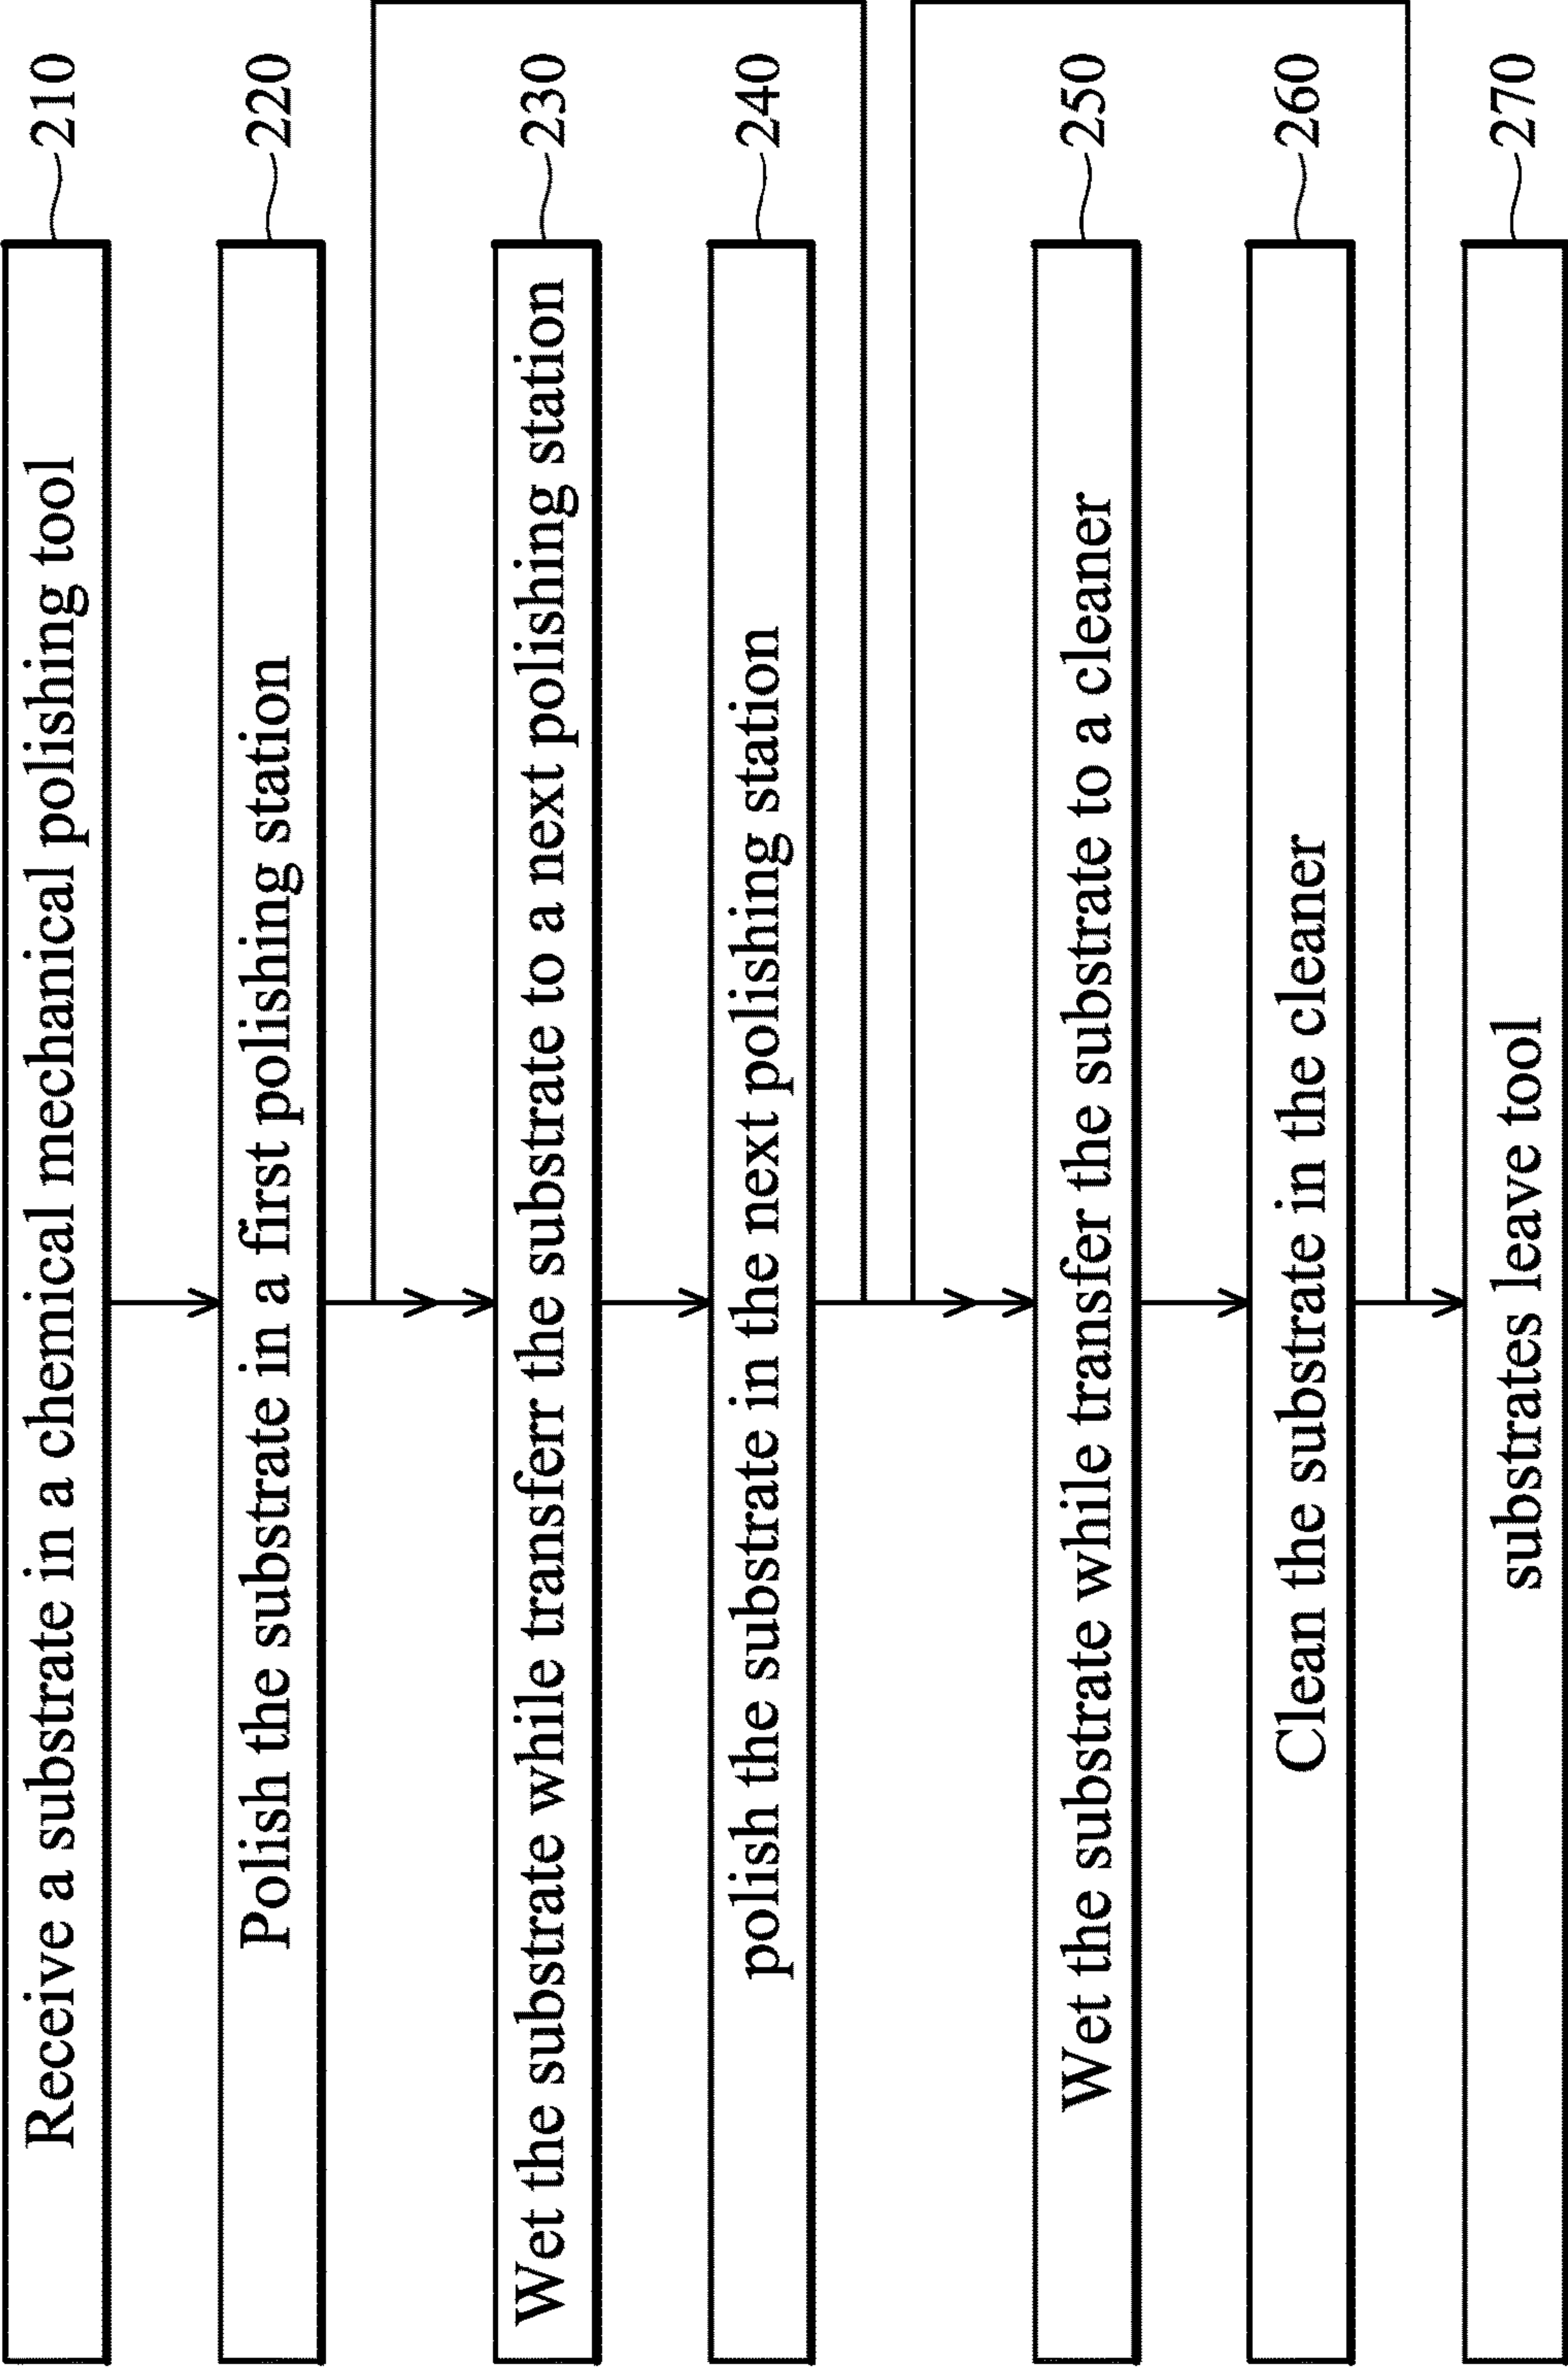 Receive a substrate in a chemical mechanical polishing tool 210
Polish the substrate in a first polishing station 220
Wet the substrate while transferr the substrate to a next polishing station 230
polish the substrate in the next polishing station 240
Wet the substrate while transfer the substrate to a cleaner 250
Clean the substrate in the cleaner 260
substrates leave tool 270